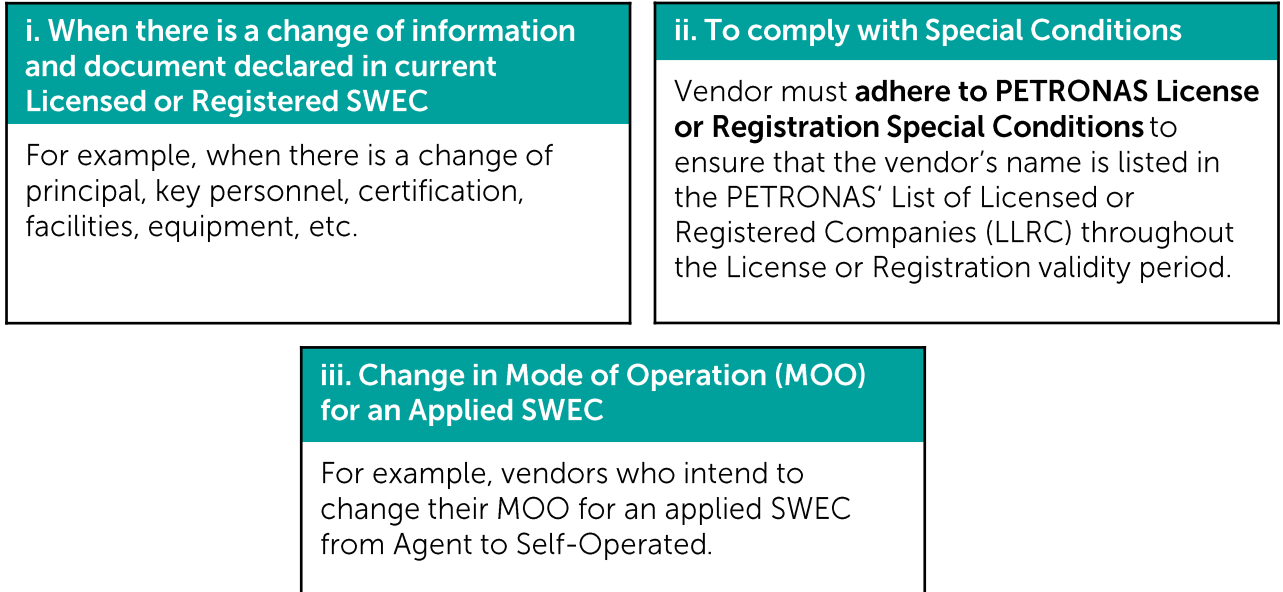 i. When there is a change of information
and document declared in current
Licensed or Registered SWEC
For example, when there is a change of
principal, key personnel, certification,
facilities, equipment, etc.
ii. To comply with Special Conditions
Vendor must adhere to PETRONAS License
or Registration Special Conditions to
ensure that the vendor’s name is listed in
the PETRONAS‘ List of Licensed or
Registered Companies (LLRC) throughout
the License or Registration validity period.
iii. Change in Mode of Operation (MOO)
for an Applied SWEC
For example, vendors who intend to
change their MOO for an applied SWEC
from Agent to Self-Operated.